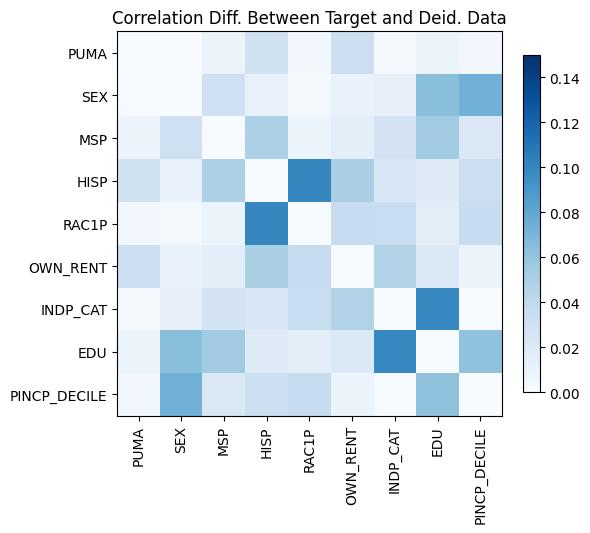 Correlation Diff. Between Target and Deid. Data
PUMA
SEX
MSP
HISP
RAC1P
OWN_RENT
INDP_CAT
EDU
PINCP_DECILE
PUMA
SEX
MSP
HISP
RAC1P
OWN_RENT
INDP_CAT
EDU
PINCP_DECILE
0.14
0.12
0.10
0.08
0.06
0.04
0.02
0.00